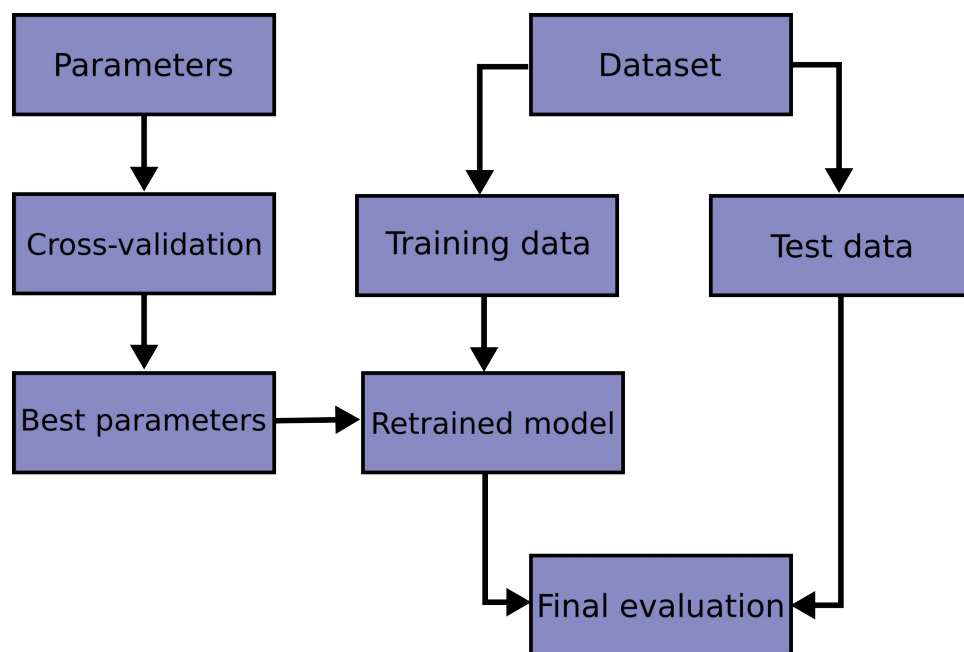 Parameters
Dataset
Cross-validation
Training data
Test data
Best parameters
Retrained model
Final evaluation